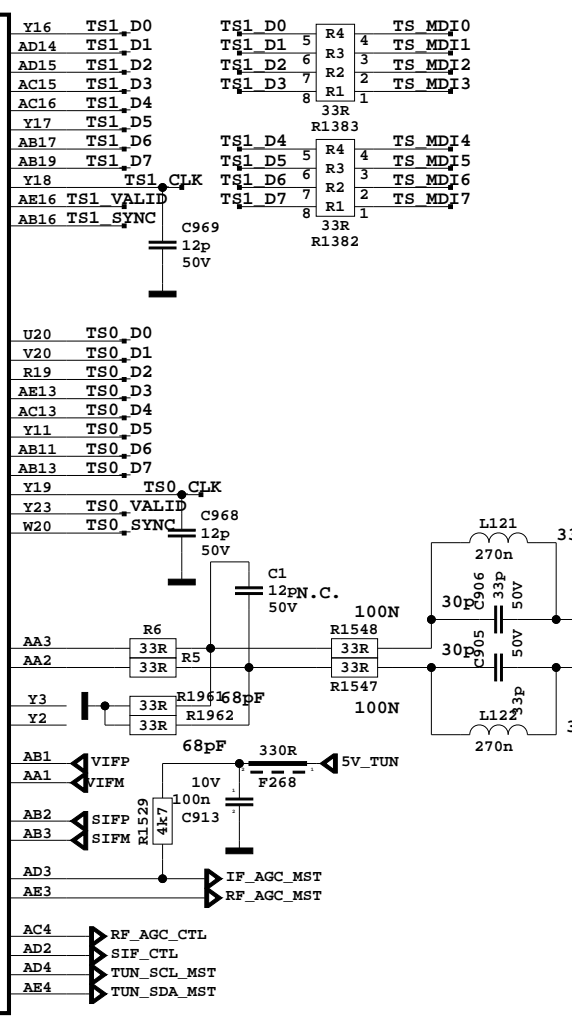 Y16 TS1_D0
AD14 TS1_D1
AD15 TS1_D2
AC15 TS1_D3
AC16 TS1_D4
Y17 TS1_D5
AB17 TS1_D6
AB19 TS1_D7
Y18 TS1_CLK
AE16 TS1_VALID
AB16 TS1_SYNC
C969
12p
50V
TS1_D0 R4 TS_MDI0
5 4
TS1_D1 R3 TS_MDI1
6 3
TS1_D2 R2 TS_MDI2
7 2
TS1_D3 R1 TS_MDI3
8 1
33R
R1383
TS1_D4 R4 TS_MDI4
5 4
TS1_D5 R3 TS_MDI5
6 3
TS1_D6 R2 TS_MDI6
7 2
TS1_D7 R1 TS_MDI7
8 1
33R
R1382
U20 TS0_D0
V20 TS0_D1
R19 TS0_D2
AE13 TS0_D3
AC13 TS0_D4
Y11 TS0_D5
AB11 TS0_D6
AB13 TS0_D7
Y19 TS0_CLK
Y23 TS0_VALID
W20 TS0_SYNC
C968
12p
50V
C1
12p N.C.
50V
L121
270n
33
30p C906 33p 50V
30p C905 33p 50V
L122
270n
3
100N
R1548
33R
33R
R1547
100N
AA3 R6 33R
AA2 33R R5
Y3 33R R1961 68pF
Y2 33R R1962
68pF
AB1 VIFP
AA1 VIFM
330R
F268
5V_TUN
10V
100n
C913
R1529 4k7
AB2 SIFP
AB3 SIFM
AD3 IF_AGC_MST
AE3 RF_AGC_MST
AC4 RF_AGC_CTL
AD2 SIF_CTL
AD4 TUN_SCL_MST
AE4 TUN_SDA_MST